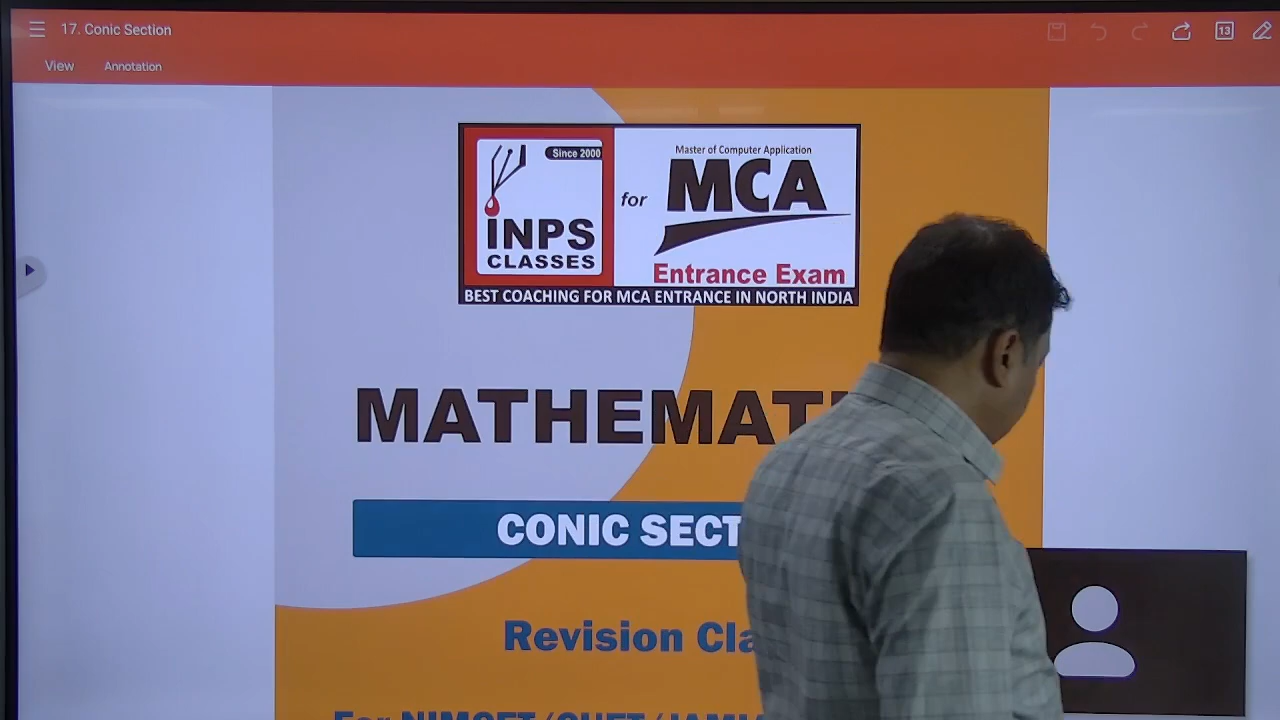 17. Conic Section
13
View
Annotation
Since 2000
INPS
CLASSES
for
Master of Computer Application
MCA
Entrance Exam
BEST COACHING FOR MCA ENTRANCE IN NORTH INDIA
MATHEMAT
CONIC SECT
Revision Cla